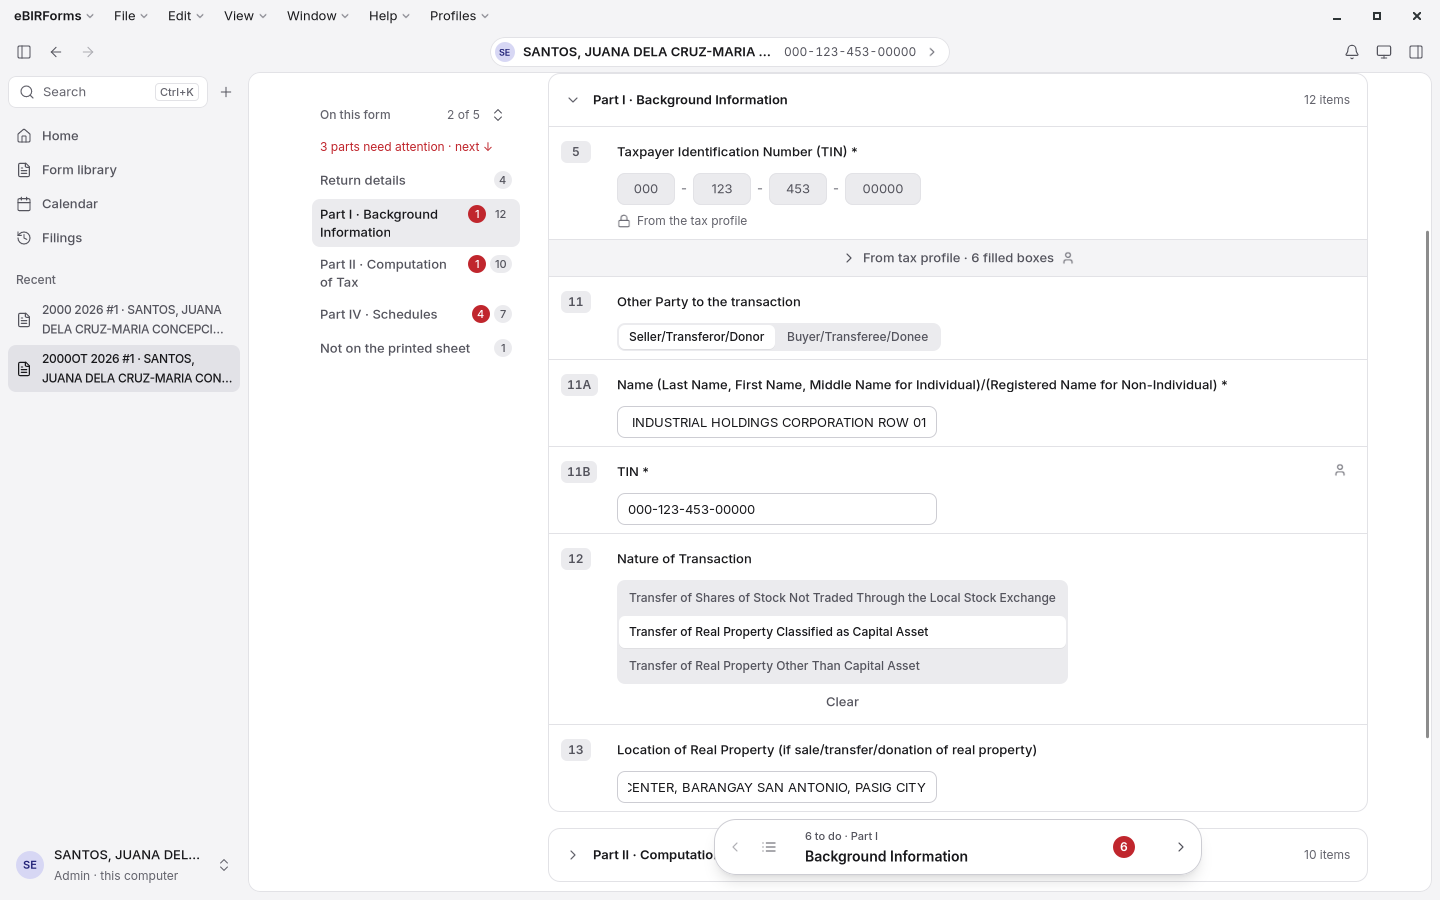 eBIRForms File Edit View Window Help Profiles
SE SANTOS, JUANA DELA CRUZ-MARIA ... 000-123-453-00000
Search Ctrl+K
Home
Form library
Calendar
Filings
Recent
2000 2026 #1 · SANTOS, JUANA
DELA CRUZ-MARIA CONCEPCI...
2000OT 2026 #1 · SANTOS,
JUANA DELA CRUZ-MARIA CON...
SE SANTOS, JUANA DEL...
Admin · this computer
On this form 2 of 5
3 parts need attention · next ↓
Return details 4
Part I · Background 1 12
Information
Part II · Computation 1 10
of Tax
Part IV · Schedules 4 7
Not on the printed sheet 1
Part I · Background Information 12 items
5 Taxpayer Identification Number (TIN) *
000 - 123 - 453 - 00000
From the tax profile
From tax profile · 6 filled boxes
11 Other Party to the transaction
Seller/Transferor/Donor Buyer/Transferee/Donee
11A Name (Last Name, First Name, Middle Name for Individual)/(Registered Name for Non-Individual) *
INDUSTRIAL HOLDINGS CORPORATION ROW 01
11B TIN *
000-123-453-00000
12 Nature of Transaction
Transfer of Shares of Stock Not Traded Through the Local Stock Exchange
Transfer of Real Property Classified as Capital Asset
Transfer of Real Property Other Than Capital Asset
Clear
13 Location of Real Property (if sale/transfer/donation of real property)
CENTER, BARANGAY SAN ANTONIO, PASIG CITY
Part II · Computatio 10 items
6 to do · Part I
Background Information 6